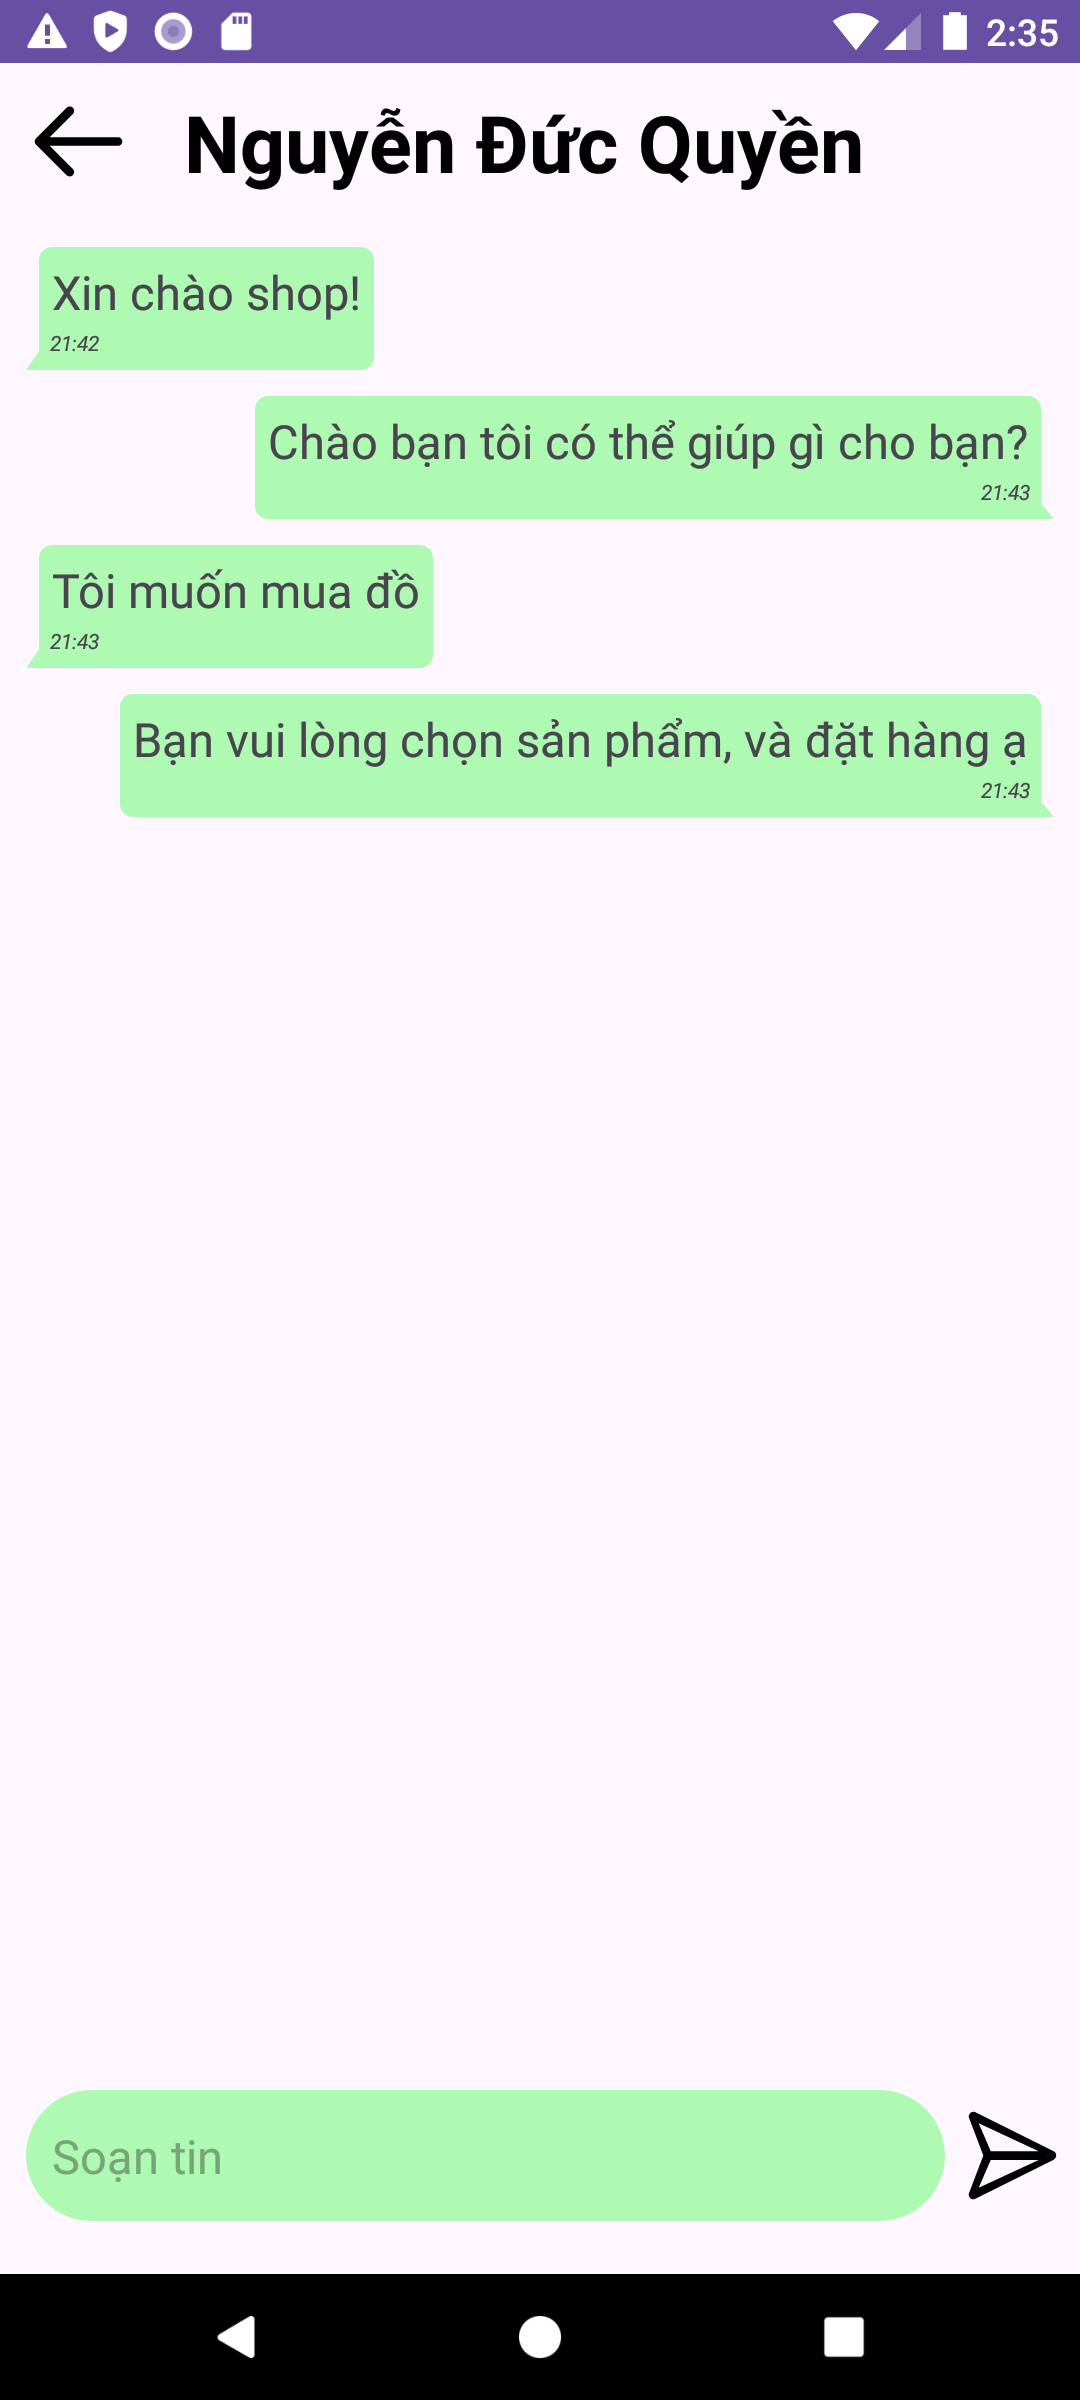 2:35
Nguyễn Đức Quyền
Xin chào shop!
21:42
Chào bạn tôi có thể giúp gì cho bạn?
21:43
Tôi muốn mua đồ
21:43
Bạn vui lòng chọn sản phẩm, và đặt hàng ạ
21:43
Soạn tin